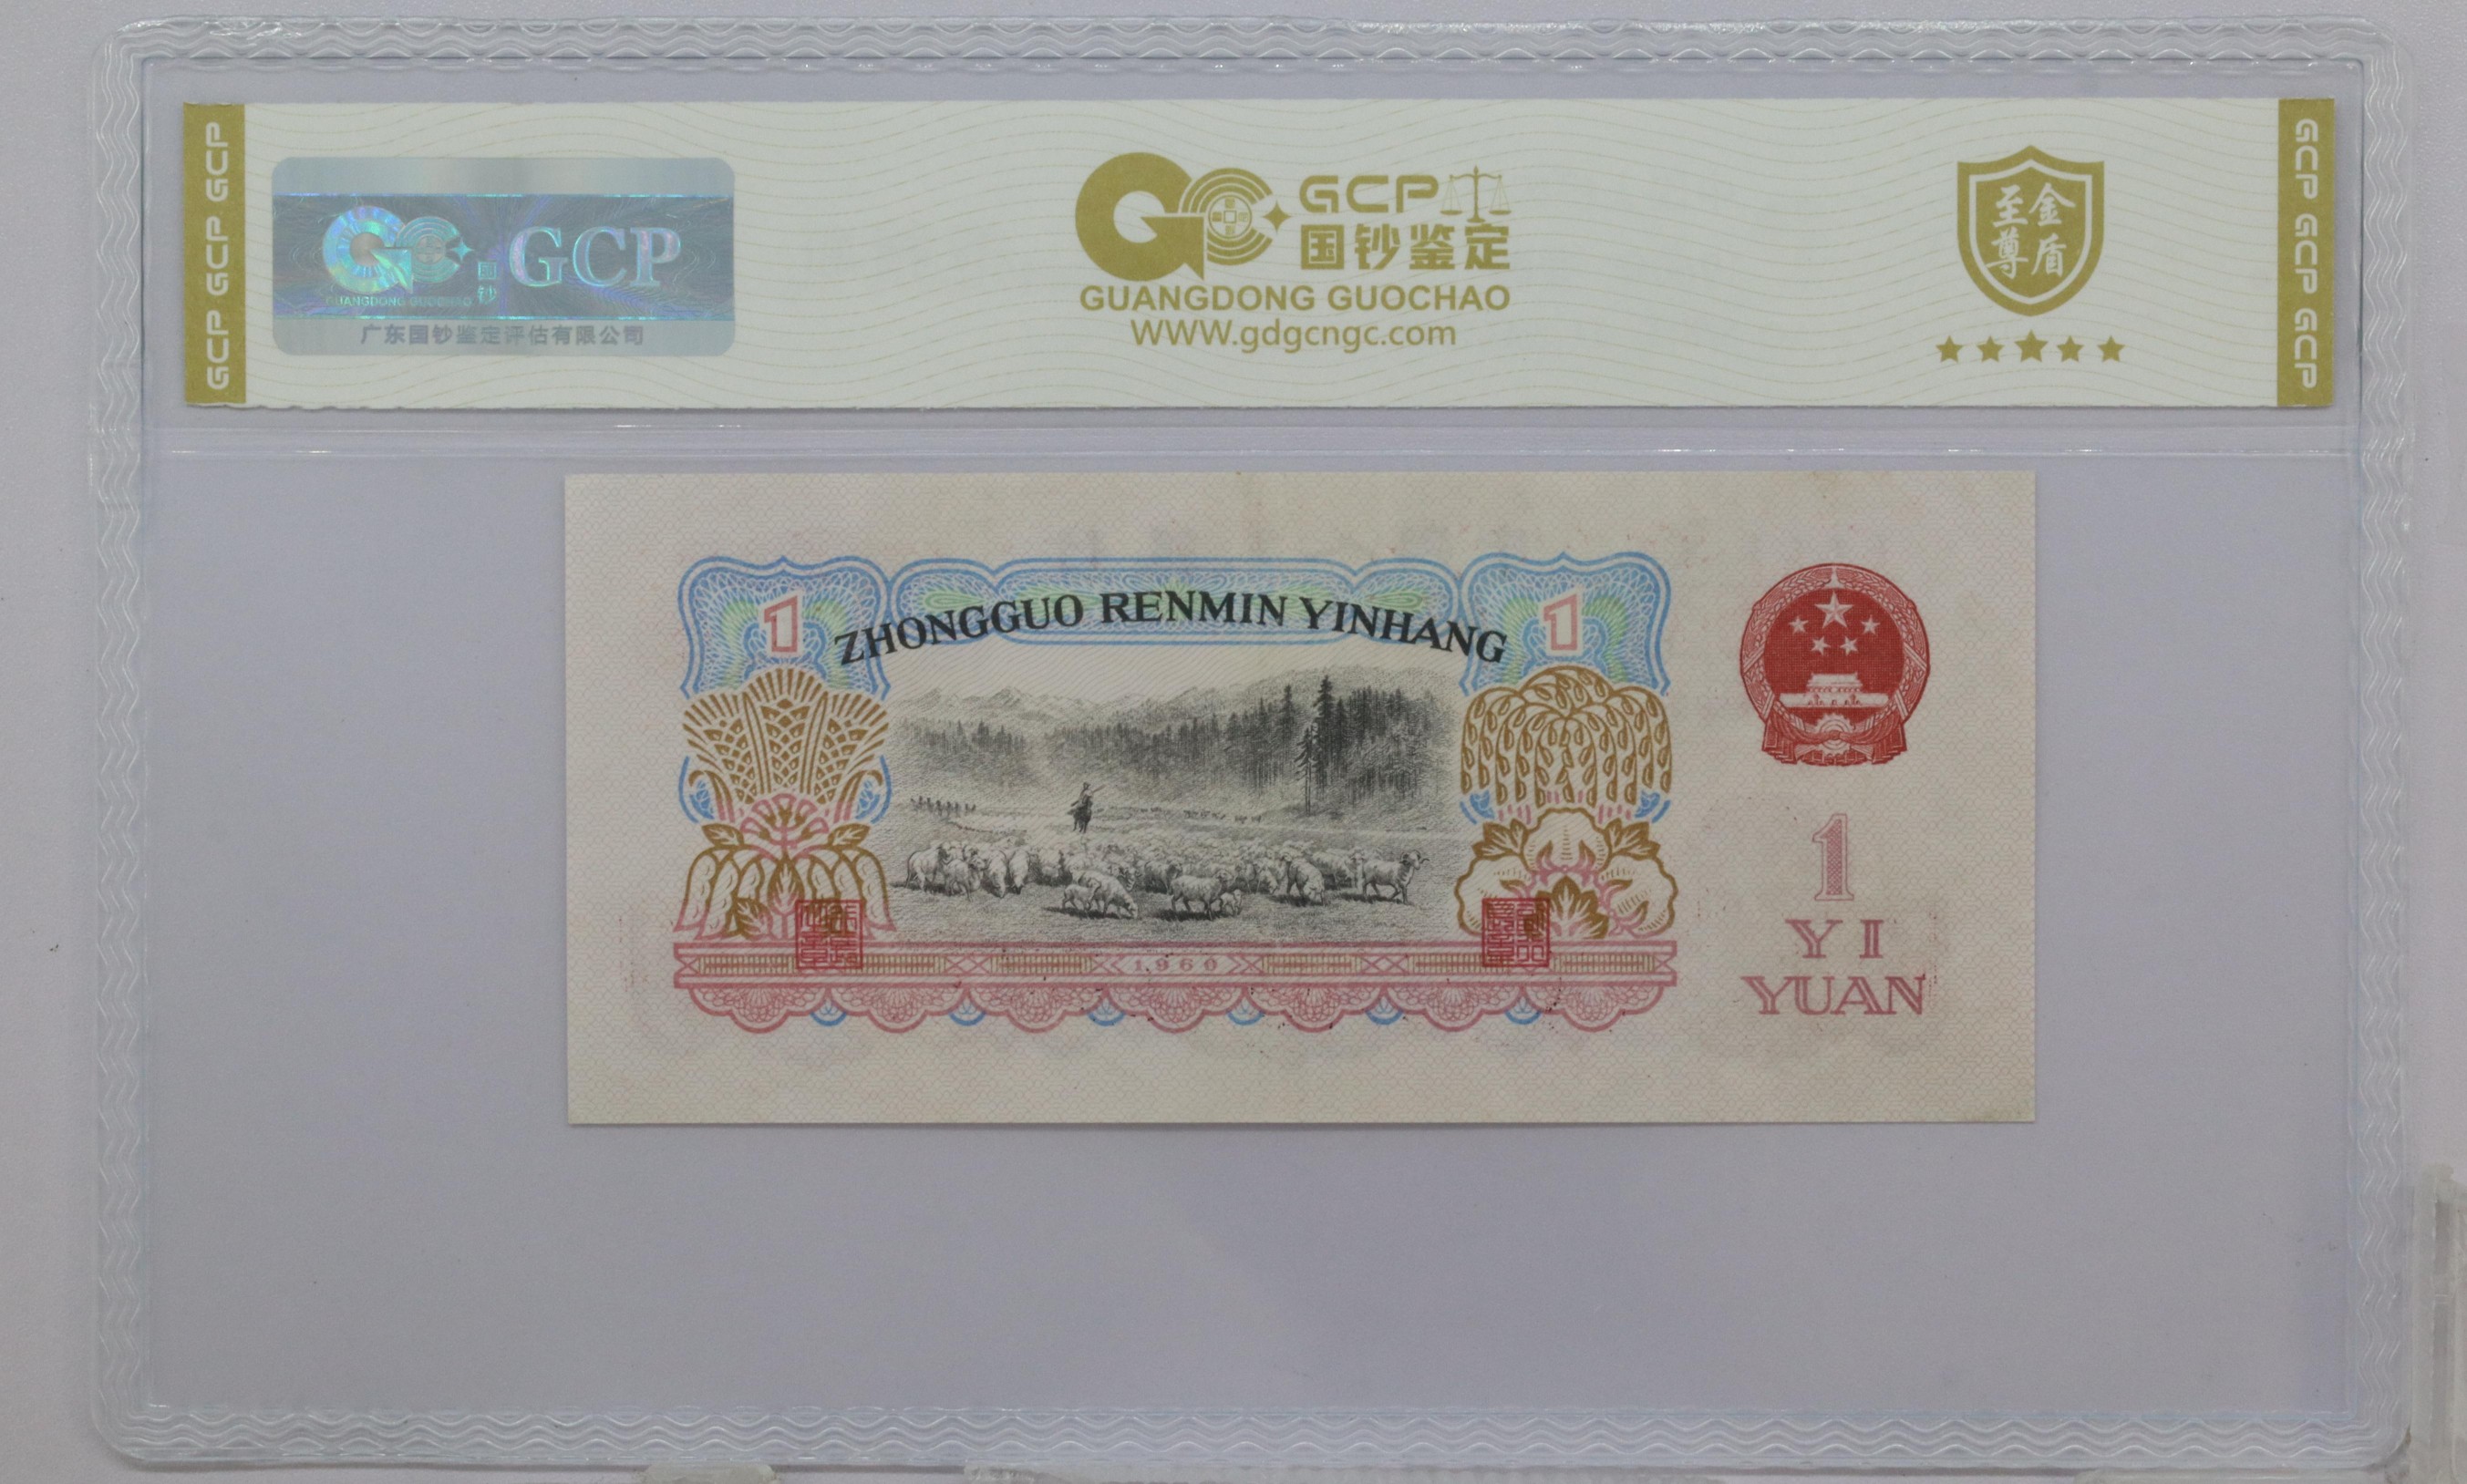 GCP GCP GCP
GC 國钞 GCP
GUANGDONG GUOCHAO
广东国钞鉴定评估有限公司
GCP
国钞鉴定
GUANGDONG GUOCHAO
WWW.gdgcngc.com
至尊金盾
GCP GCP GCP
1
ZHONGGUO RENMIN YINHANG
1
1960
1
YI
YUAN